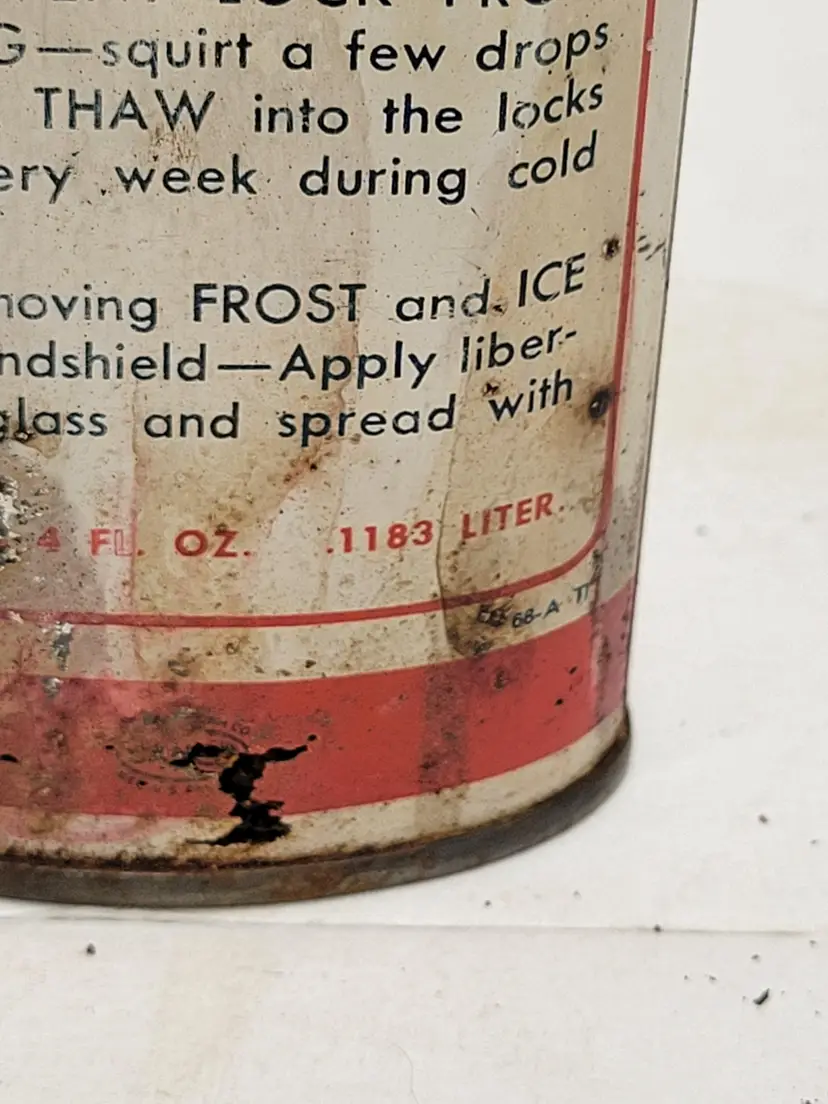 G—squirt a few drops
THAW into the locks
ery week during cold
moving FROST and ICE
ndshield—Apply liber-
glass and spread with
4 FL. OZ. .1183 LITER
68-A